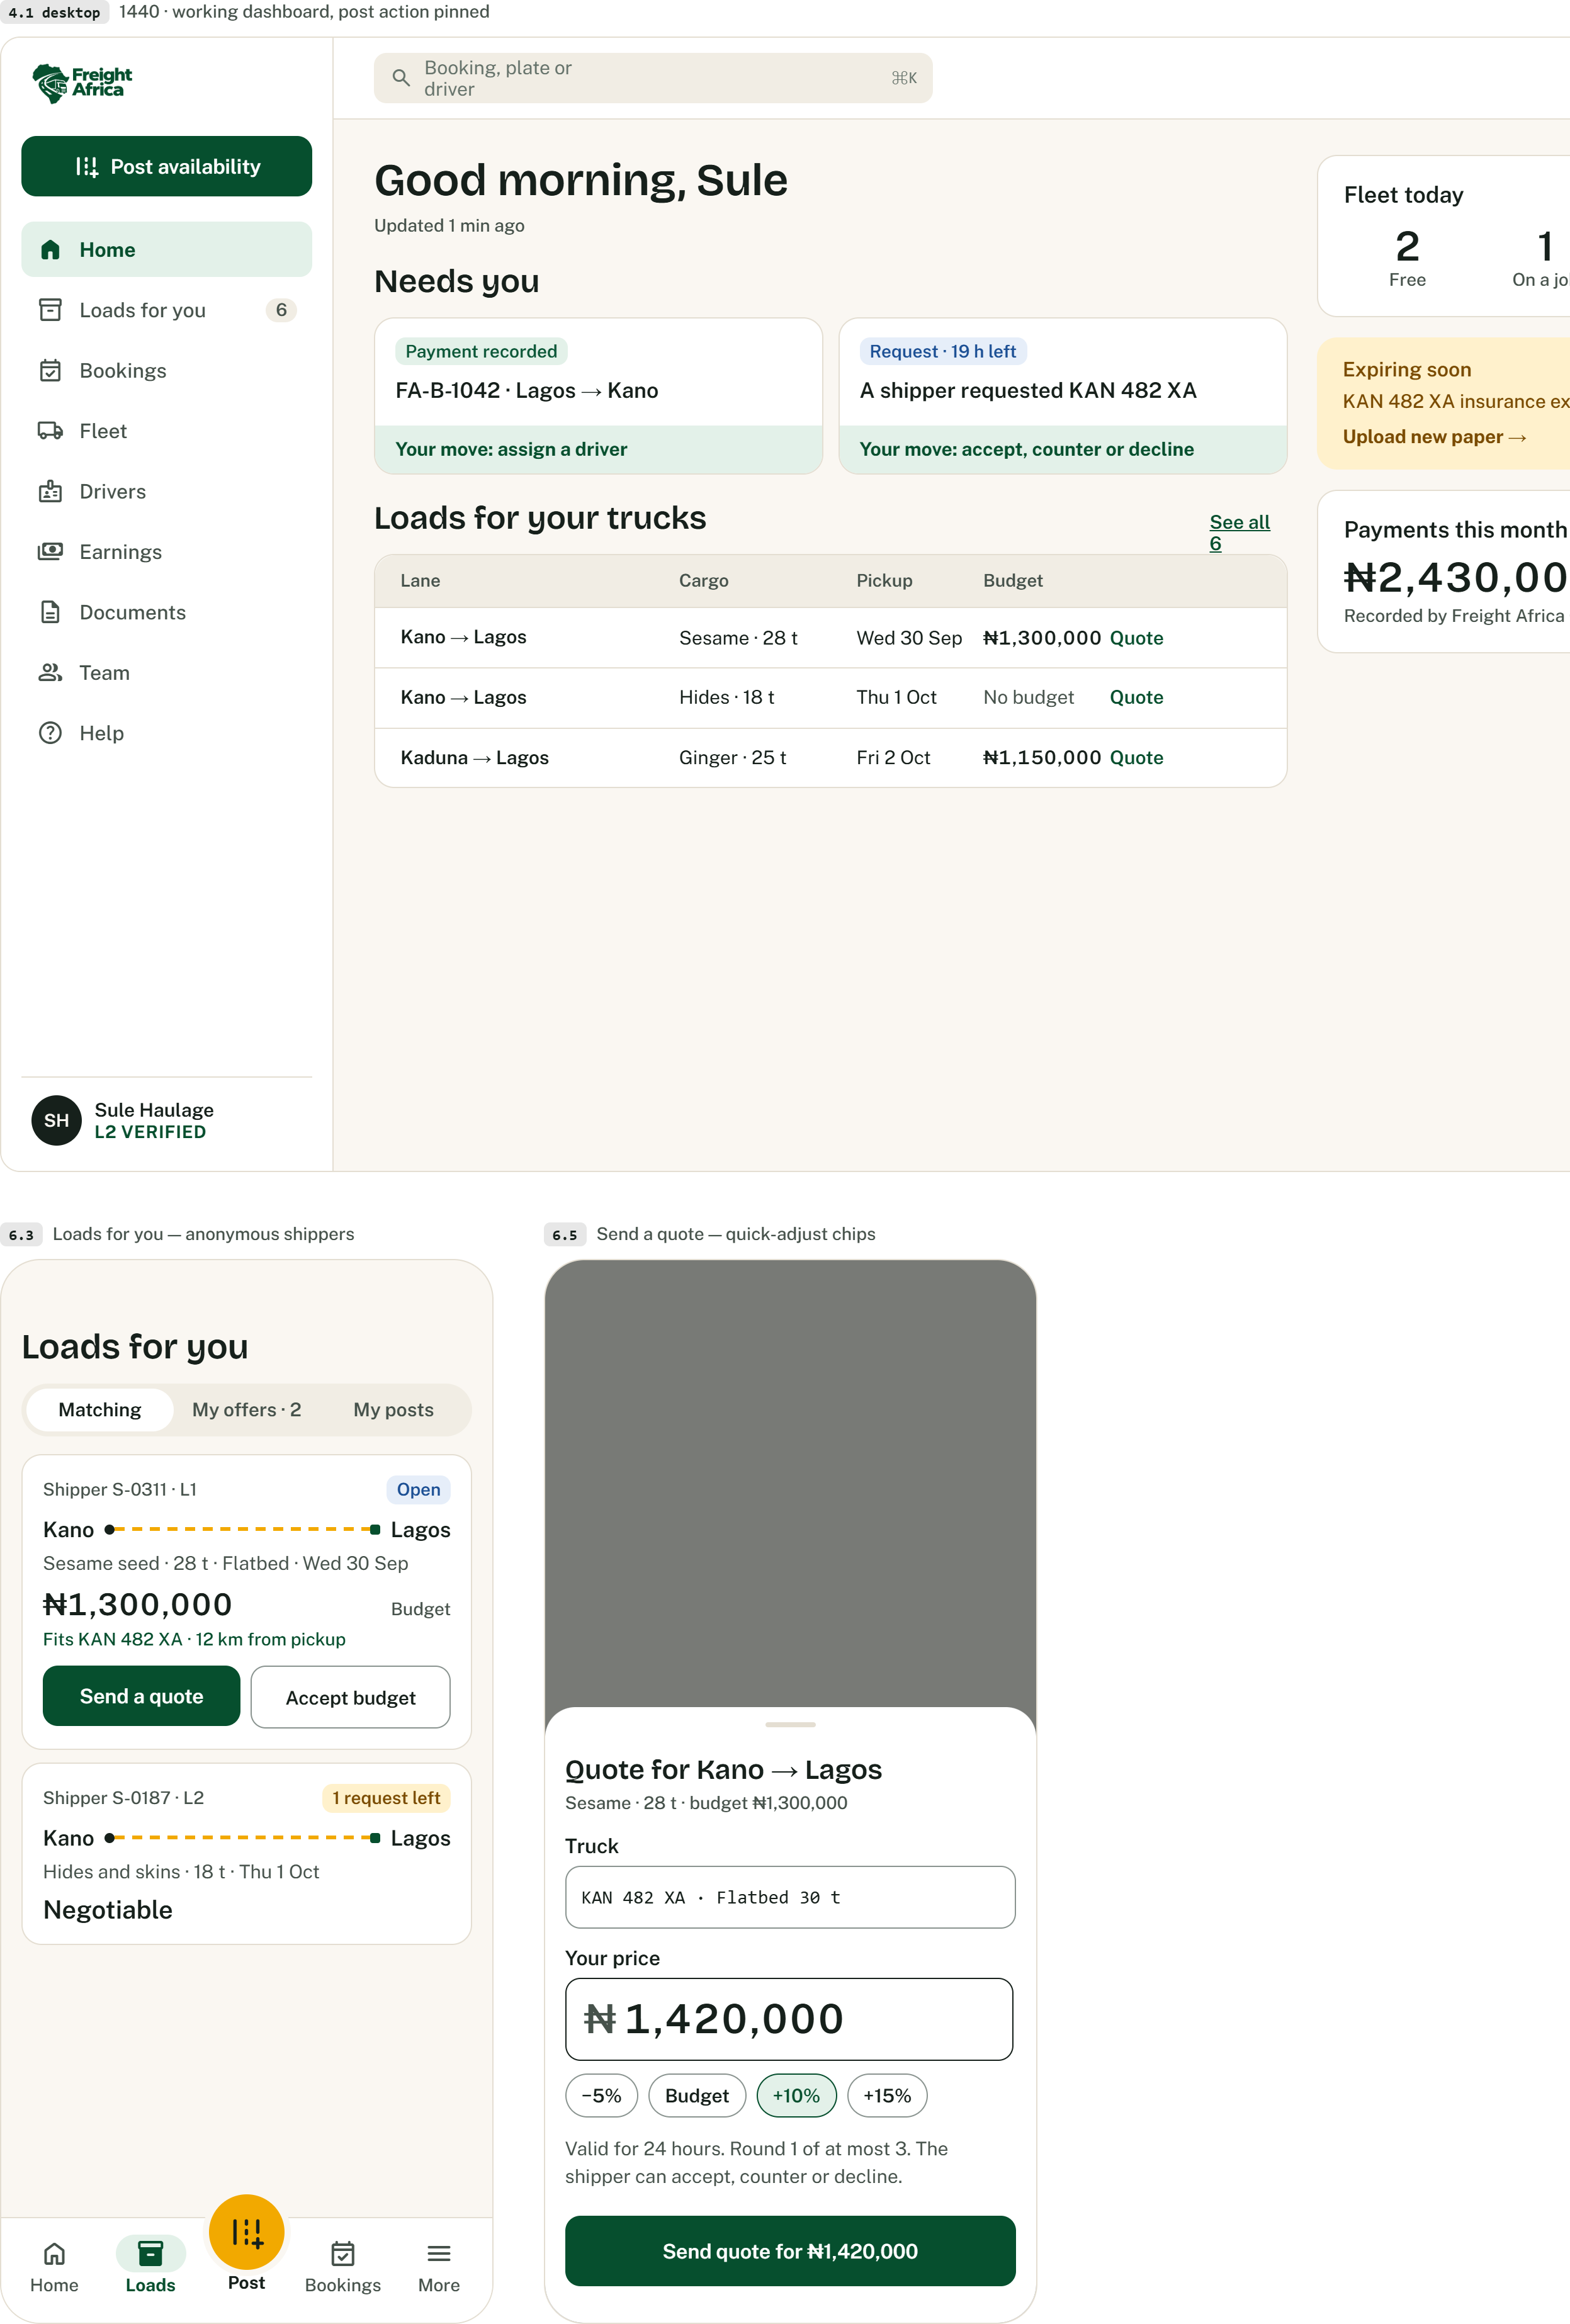 4.1 desktop 1440 · working dashboard, post action pinned
Freight
Africa
Booking, plate or
driver
⌘K
Post availability
Home
Loads for you 6
Bookings
Fleet
Drivers
Earnings
Documents
Team
Help
SH
Sule Haulage
L2 VERIFIED
Good morning, Sule
Updated 1 min ago
Needs you
Payment recorded
FA-B-1042 · Lagos → Kano
Your move: assign a driver
Request · 19 h left
A shipper requested KAN 482 XA
Your move: accept, counter or decline
Loads for your trucks
See all
6
Lane Cargo Pickup Budget
Kano → Lagos Sesame · 28 t Wed 30 Sep ₦1,300,000 Quote
Kano → Lagos Hides · 18 t Thu 1 Oct No budget Quote
Kaduna → Lagos Ginger · 25 t Fri 2 Oct ₦1,150,000 Quote
Fleet today
2 1
Free On a jo
Expiring soon
KAN 482 XA insurance ex
Upload new paper →
Payments this month
₦2,430,00
Recorded by Freight Africa
6.3 Loads for you — anonymous shippers
Loads for you
Matching My offers · 2 My posts
Shipper S-0311 · L1 Open
Kano Lagos
Sesame seed · 28 t · Flatbed · Wed 30 Sep
₦1,300,000 Budget
Fits KAN 482 XA · 12 km from pickup
Send a quote Accept budget
Shipper S-0187 · L2 1 request left
Kano Lagos
Hides and skins · 18 t · Thu 1 Oct
Negotiable
Home Loads Post Bookings More
6.5 Send a quote — quick-adjust chips
Quote for Kano → Lagos
Sesame · 28 t · budget ₦1,300,000
Truck
KAN 482 XA · Flatbed 30 t
Your price
₦ 1,420,000
−5% Budget +10% +15%
Valid for 24 hours. Round 1 of at most 3. The
shipper can accept, counter or decline.
Send quote for ₦1,420,000